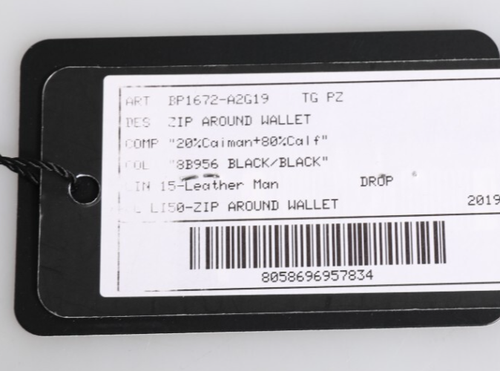 ART BP1672-A2G19 TG PZ
DES ZIP AROUND WALLET
COMP "20%Caiman+80%Calf"
COL "8B956 BLACK/BLACK"
LIN 15-Leather Man DROP
LI50-ZIP AROUND WALLET 2019
8058696957834